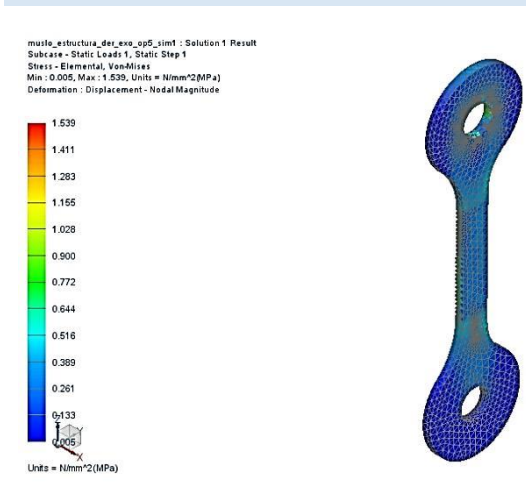 muslo_estructura_der_exo_op5_sim1 : Solution 1 Result
Subcase - Static Loads 1, Static Step 1
Stress - Elemental, Von-Mises
Min : 0.005, Max : 1.539, Units = N/mm^2(MPa)
Deformation : Displacement - Nodal Magnitude
1.539
1.411
1.283
1.155
1.028
0.900
0.772
0.644
0.516
0.389
0.261
0.133
0.005
Units = N/mm^2(MPa)